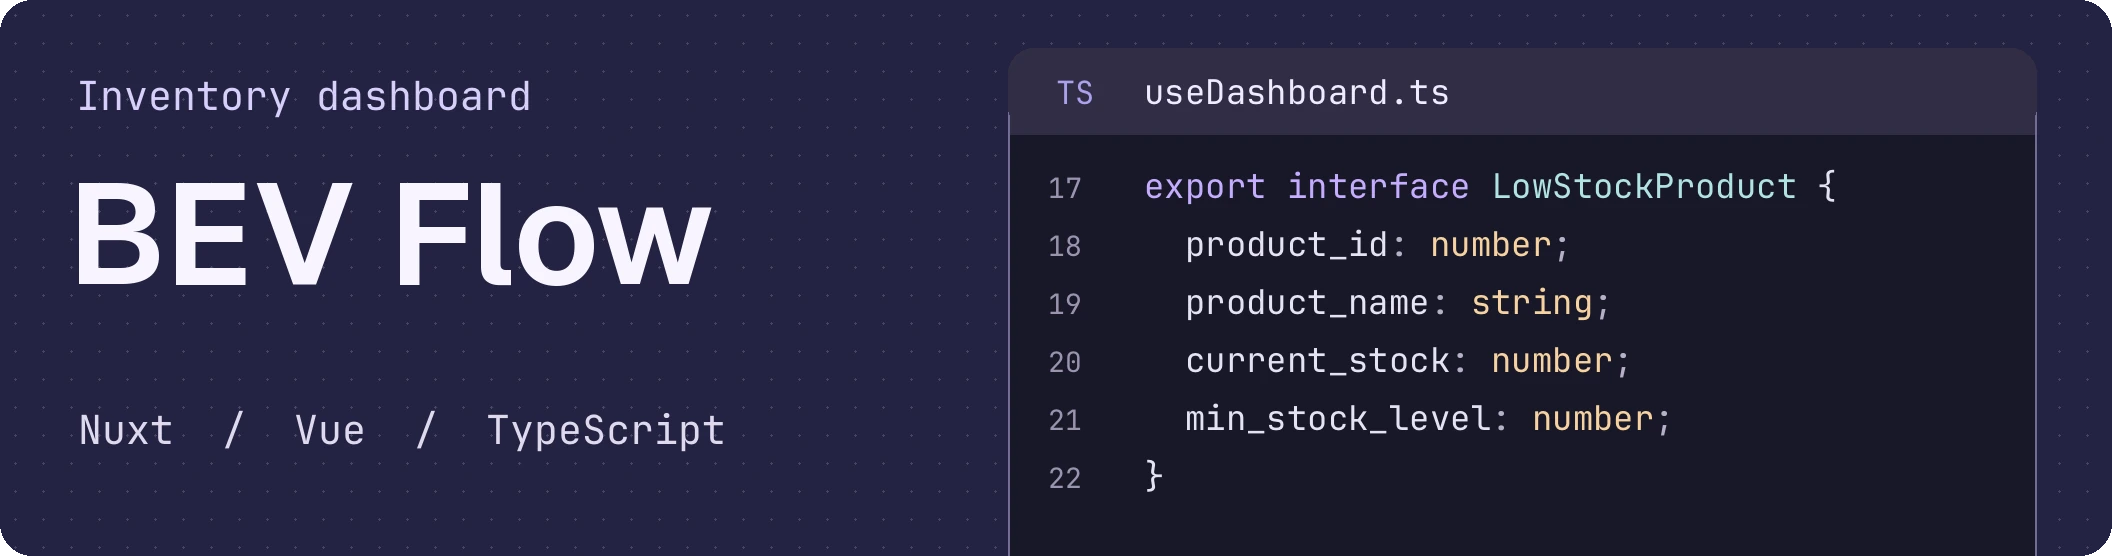 Inventory dashboard
BEV Flow
Nuxt / Vue / TypeScript
TS useDashboard.ts
17 export interface LowStockProduct {
18   product_id: number;
19   product_name: string;
20   current_stock: number;
21   min_stock_level: number;
22 }